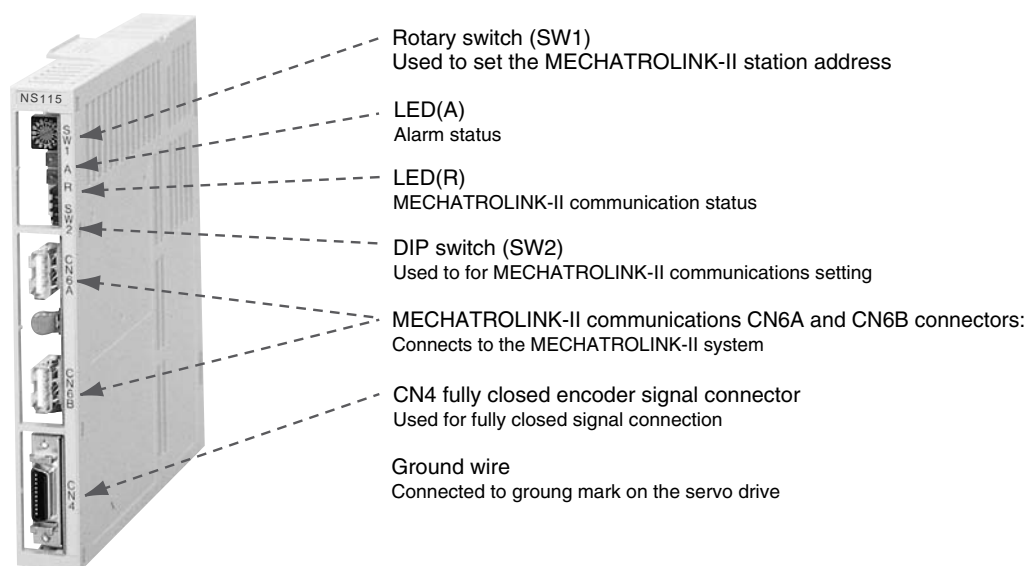 Rotary switch (SW1)
Used to set the MECHATROLINK-II station address
LED(A)
Alarm status
LED(R)
MECHATROLINK-II communication status
DIP switch (SW2)
Used to for MECHATROLINK-II communications setting
MECHATROLINK-II communications CN6A and CN6B connectors:
Connects to the MECHATROLINK-II system
CN4 fully closed encoder signal connector
Used for fully closed signal connection
Ground wire
Connected to groung mark on the servo drive
NS115
SW1
A
R
SW2
CN6A
CN6B
CN4